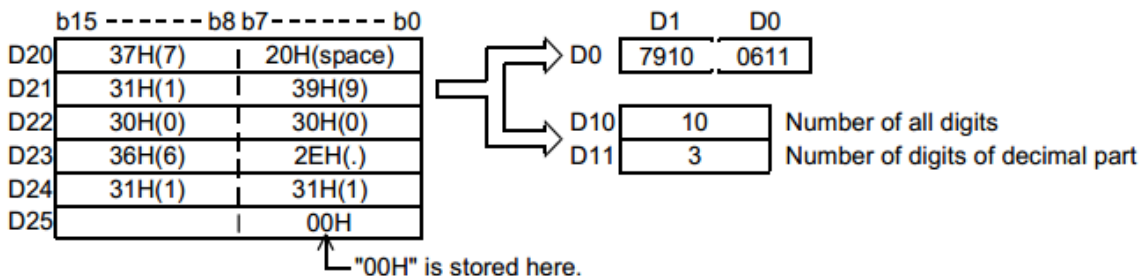 b15 ------- b8 b7 ------- b0 D1 D0
D20 37H(7) 20H(space) D0 7910 0611
D21 31H(1) 39H(9)
D22 30H(0) 30H(0) D10 10 Number of all digits
D23 36H(6) 2EH(.) D11 3 Number of digits of decimal part
D24 31H(1) 31H(1)
D25 00H
"00H" is stored here.